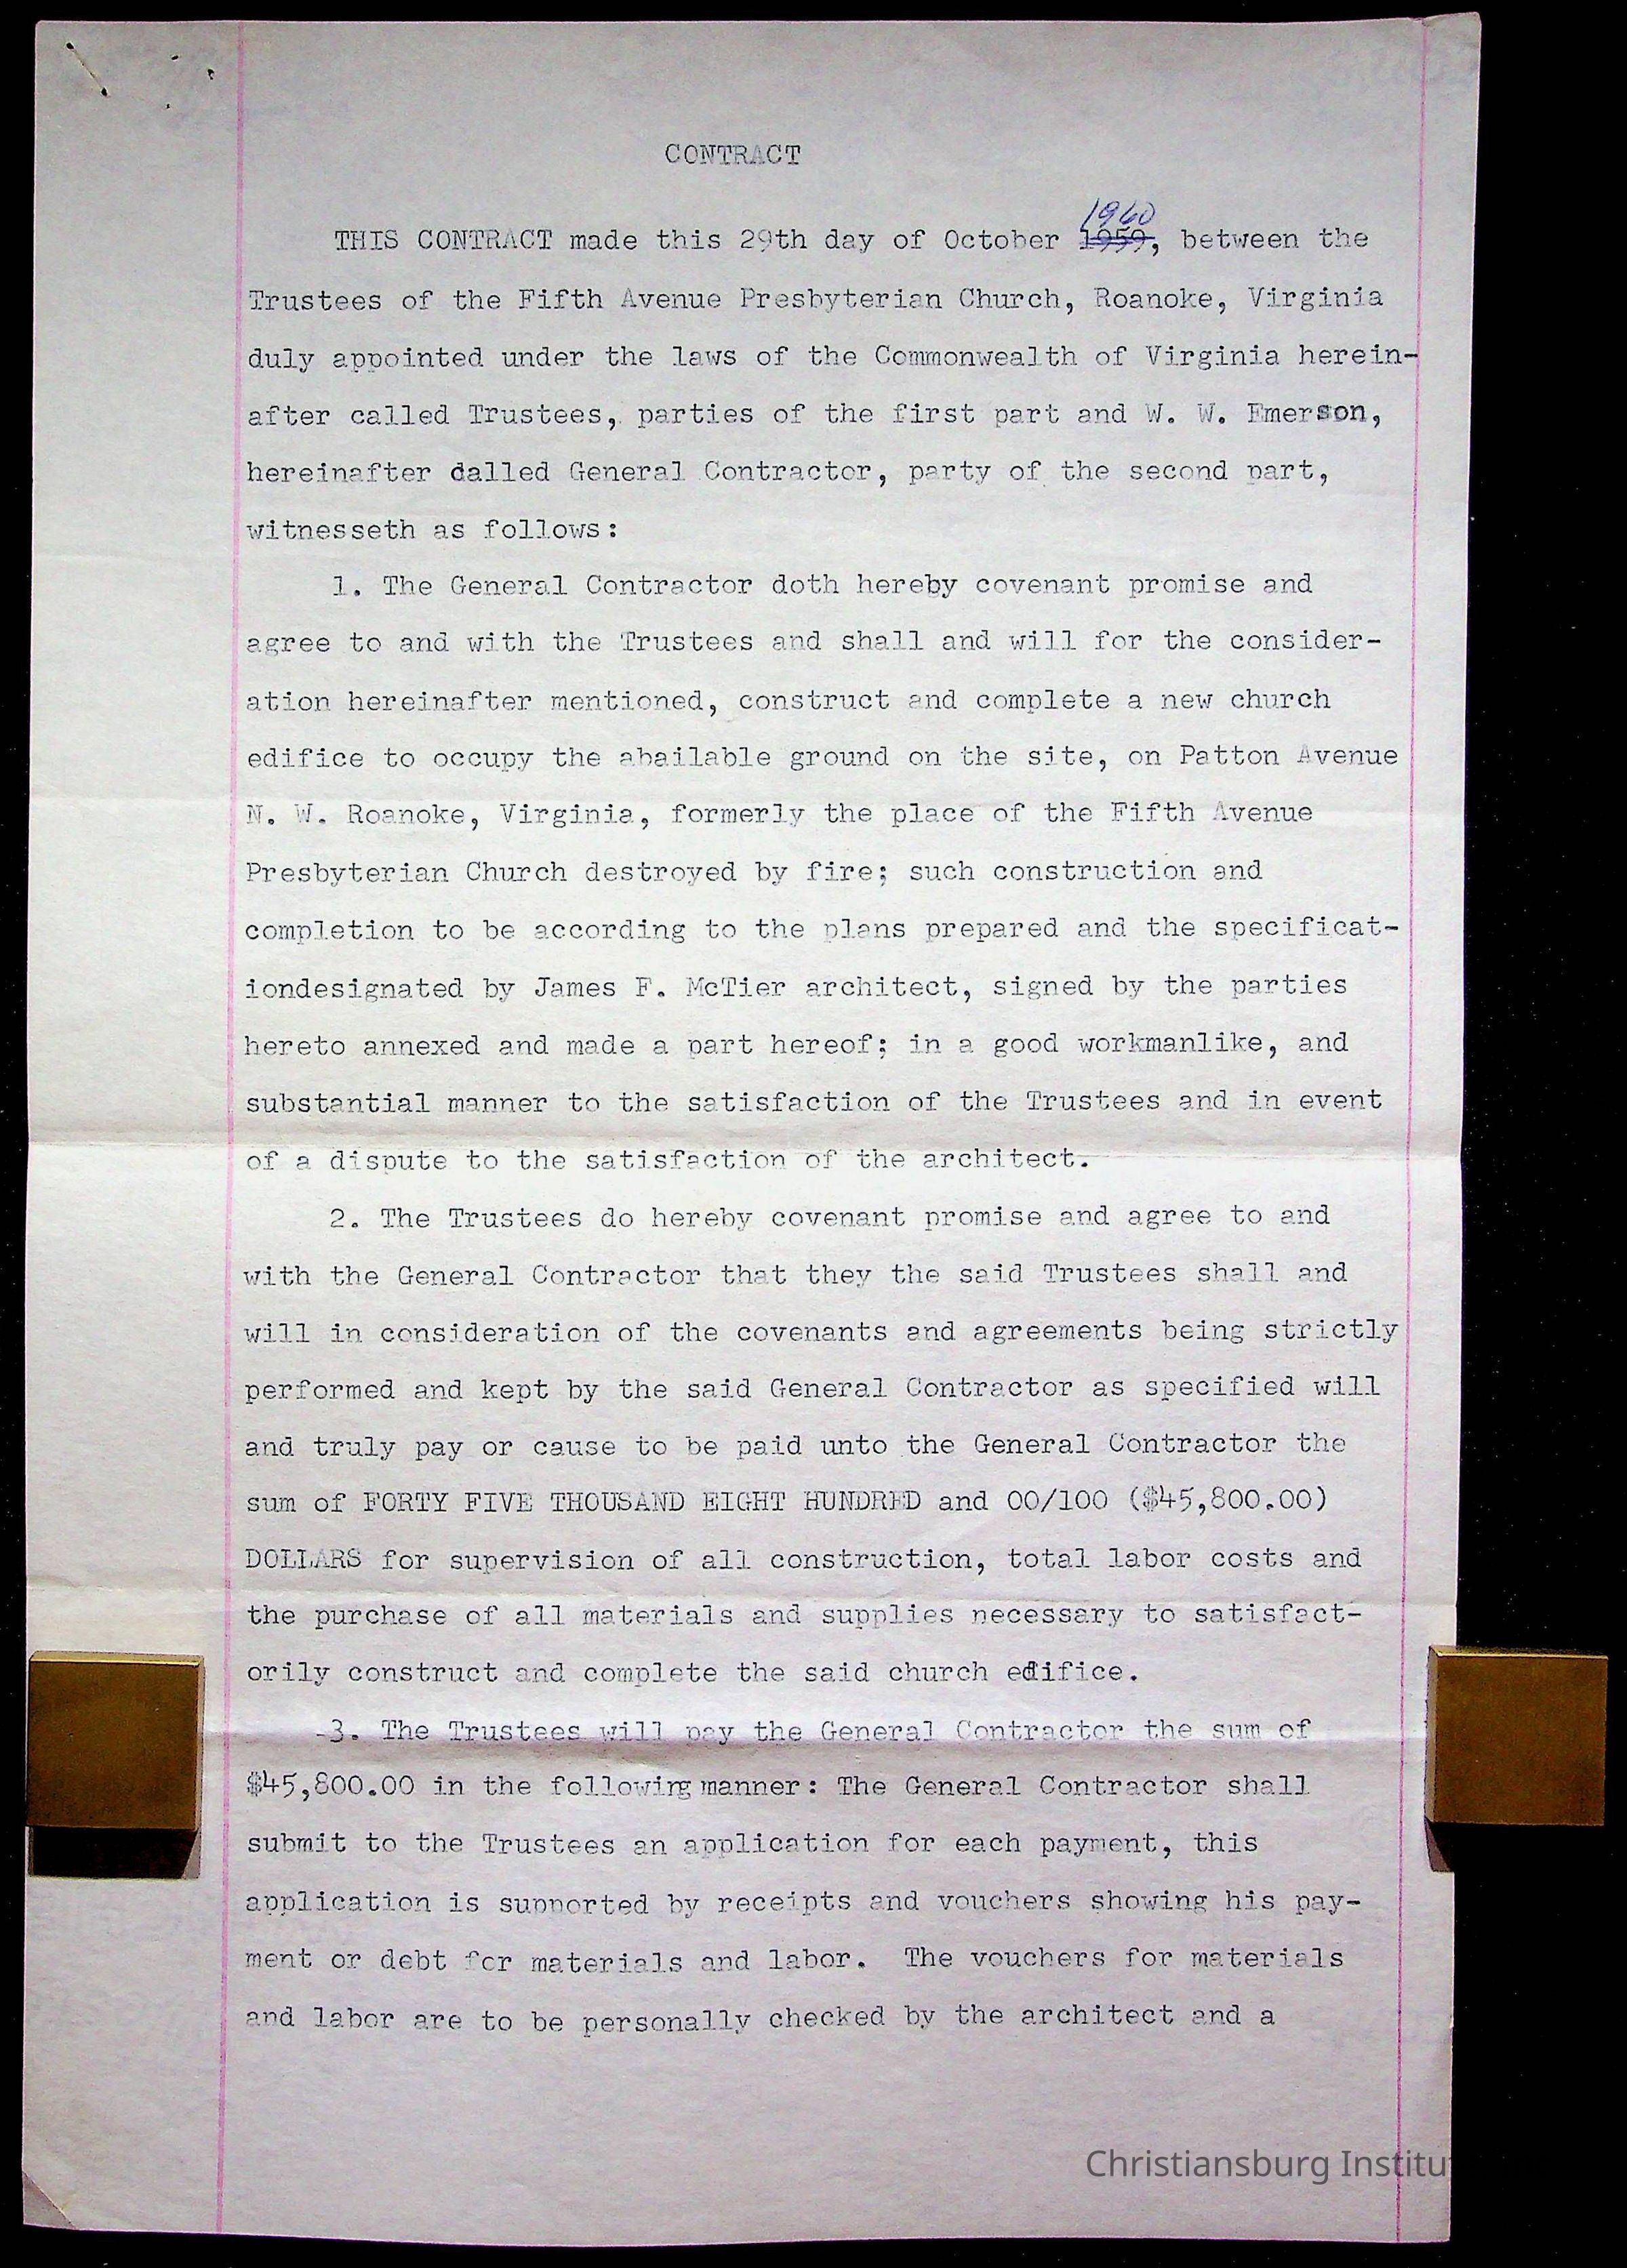 CONTRACT
1960
THIS CONTRACT made this 29th day of October 1959, between the
Trustees of the Fifth Avenue Presbyterian Church, Roanoke, Virginia
duly appointed under the laws of the Commonwealth of Virginia herein-
after called Trustees, parties of the first part and W. W. Emerson,
hereinafter dalled General Contractor, party of the second part,
witnesseth as follows:
1. The General Contractor doth hereby covenant promise and
agree to and with the Trustees and shall and will for the consider-
ation hereinafter mentioned, construct and complete a new church
edifice to occupy the abailable ground on the site, on Patton Avenue
N. W. Roanoke, Virginia, formerly the place of the Fifth Avenue
Presbyterian Church destroyed by fire; such construction and
completion to be according to the plans prepared and the specificat-
iondesignated by James F. McTier architect, signed by the parties
hereto annexed and made a part hereof; in a good workmanlike, and
substantial manner to the satisfaction of the Trustees and in event
of a dispute to the satisfaction of the architect.
2. The Trustees do hereby covenant promise and agree to and
with the General Contractor that they the said Trustees shall and
will in consideration of the covenants and agreements being strictly
performed and kept by the said General Contractor as specified will
and truly pay or cause to be paid unto the General Contractor the
sum of FORTY FIVE THOUSAND EIGHT HUNDRED and 00/100 ($45,800.00)
DOLLARS for supervision of all construction, total labor costs and
the purchase of all materials and supplies necessary to satisfact-
orily construct and complete the said church edifice.
3. The Trustees will pay the General Contractor the sum of
$45,800.00 in the following manner: The General Contractor shall
submit to the Trustees an application for each payment, this
application is supported by receipts and vouchers showing his pay-
ment or debt for materials and labor. The vouchers for materials
and labor are to be personally checked by the architect and a
Christiansburg Institu